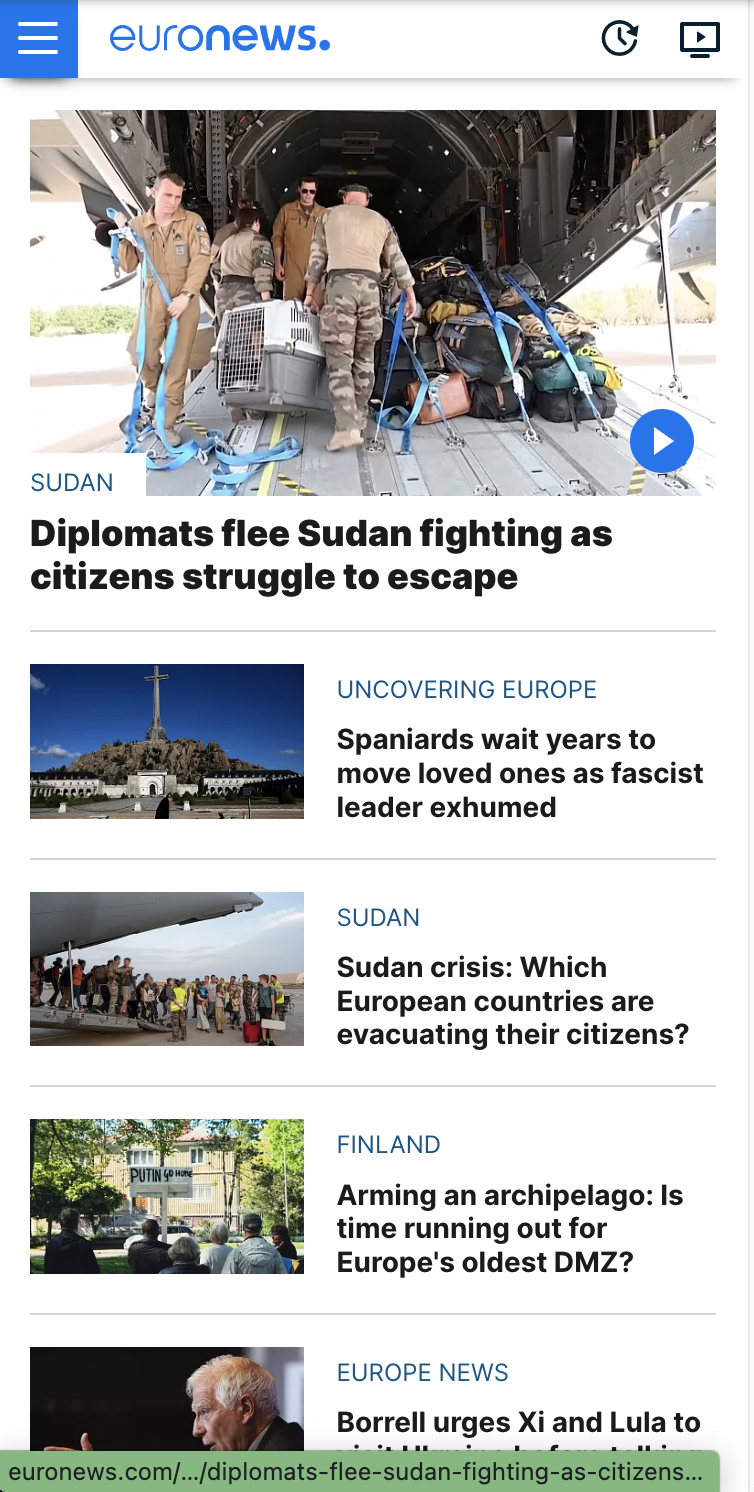 euronews.
SUDAN
Diplomats flee Sudan fighting as
citizens struggle to escape
UNCOVERING EUROPE
Spaniards wait years to
move loved ones as fascist
leader exhumed
SUDAN
Sudan crisis: Which
European countries are
evacuating their citizens?
PUTIN GO HOME
FINLAND
Arming an archipelago: Is
time running out for
Europe's oldest DMZ?
EUROPE NEWS
Borrell urges Xi and Lula to
euronews.com/.../diplomats-flee-sudan-fighting-as-citizens...